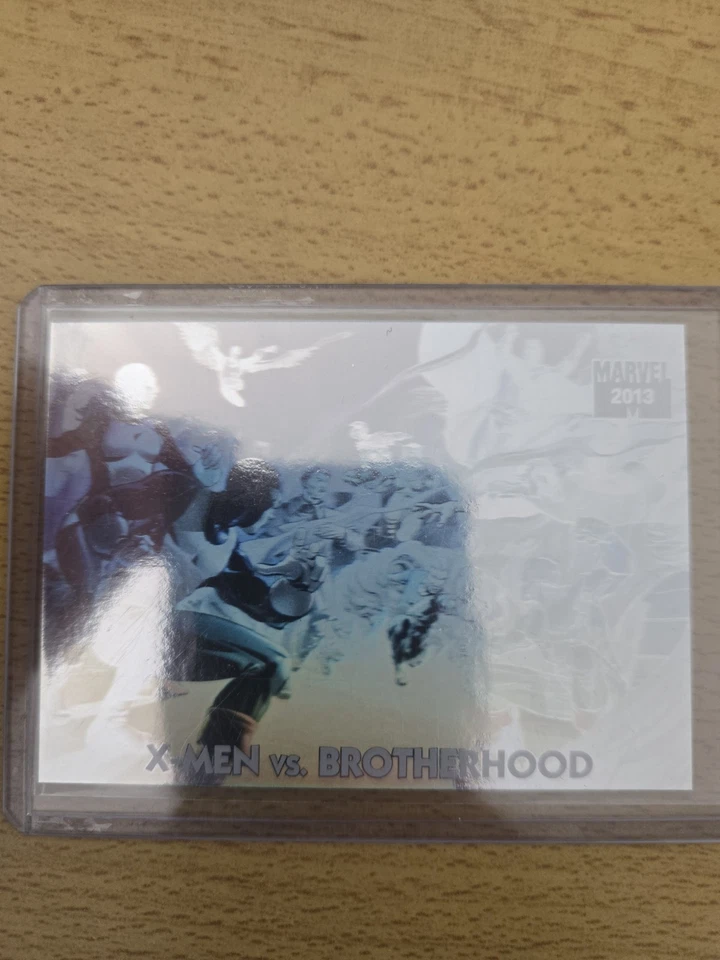 MARVEL
2013
X-MEN vs. BROTHERHOOD